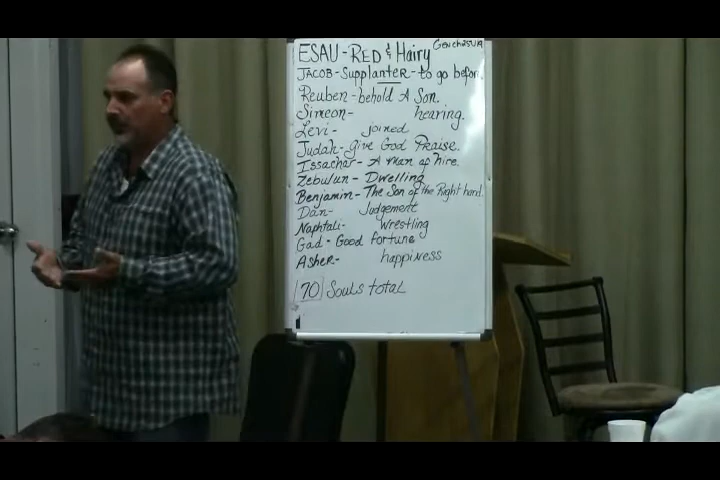 ESAU - RED & Hairy
JACOB - Supplanter - to go befor
Reuben - behold A Son.
Simeon - hearing.
Levi - joined
Judah - give God Praise.
Issachar - A man of hire.
Zebulun - Dwelling
Benjamin - The Son of the Right hand.
Dan - Judgement
Naphtali - Wrestling
Gad - Good fortune
Asher - happiness
70 Souls total